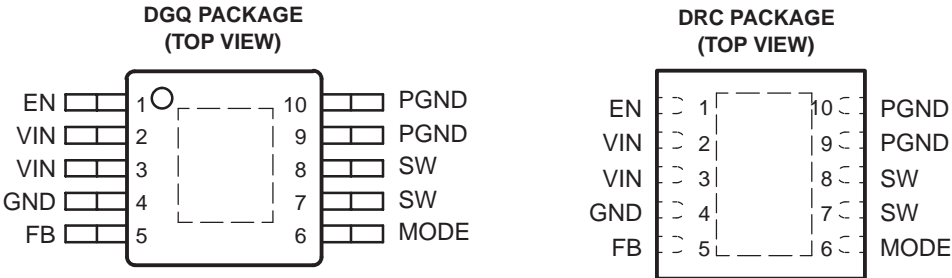 DGQ PACKAGE
(TOP VIEW)
EN 1 10 PGND
VIN 2 9 PGND
VIN 3 8 SW
GND 4 7 SW
FB 5 6 MODE
DRC PACKAGE
(TOP VIEW)
EN 1 10 PGND
VIN 2 9 PGND
VIN 3 8 SW
GND 4 7 SW
FB 5 6 MODE